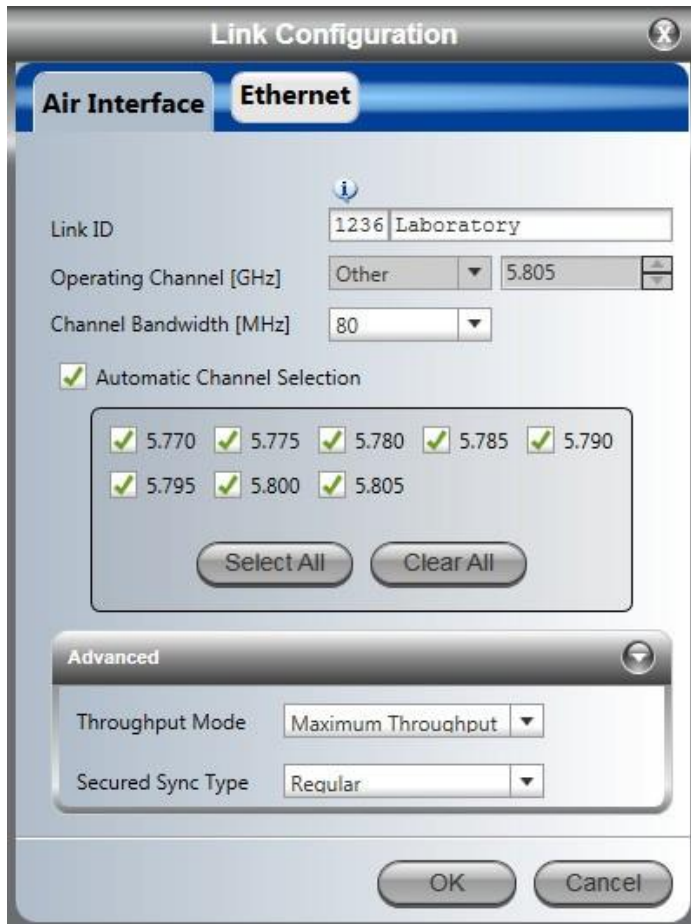 Link Configuration
Air Interface Ethernet
Link ID 1236 Laboratory
Operating Channel [GHz] Other 5.805
Channel Bandwidth [MHz] 80
Automatic Channel Selection
5.770 5.775 5.780 5.785 5.790
5.795 5.800 5.805
Select All Clear All
Advanced
Throughput Mode Maximum Throughput
Secured Sync Type Regular
OK Cancel